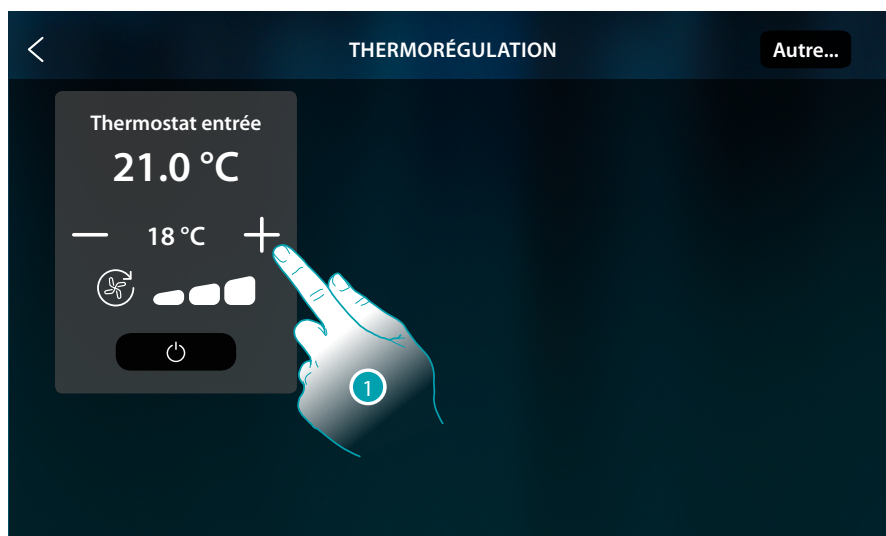 THERMORÉGULATION
Autre...
Thermostat entrée
21.0 °C
18 °C
1